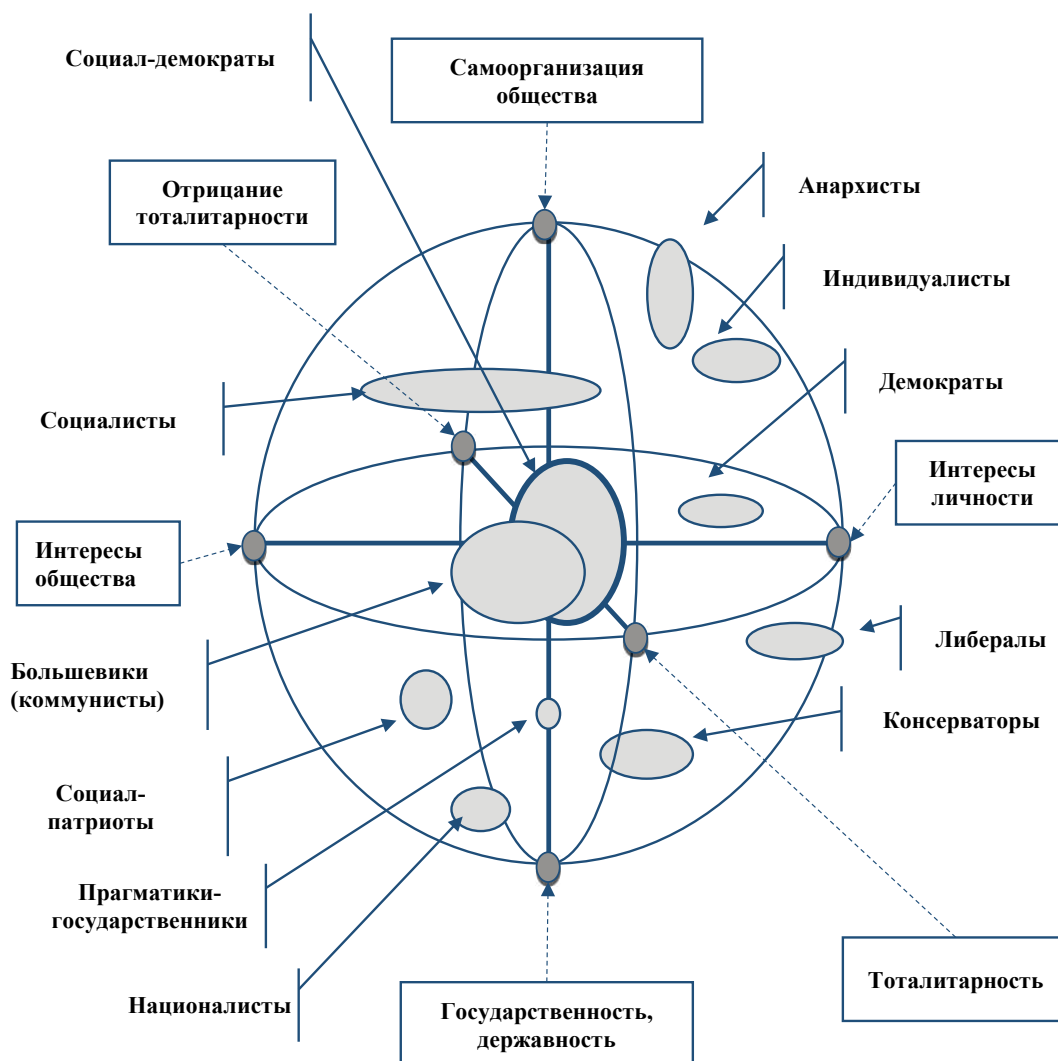 Социал-демократы
Самоорганизация
общества
Отрицание
тоталитарности
Анархисты
Индивидуалисты
Демократы
Социалисты
Интересы
личности
Интересы
общества
Либералы
Большевики
(коммунисты)
Консерваторы
Социал-
патриоты
Прагматики-
государственники
Тоталитарность
Националисты
Государственность,
державность